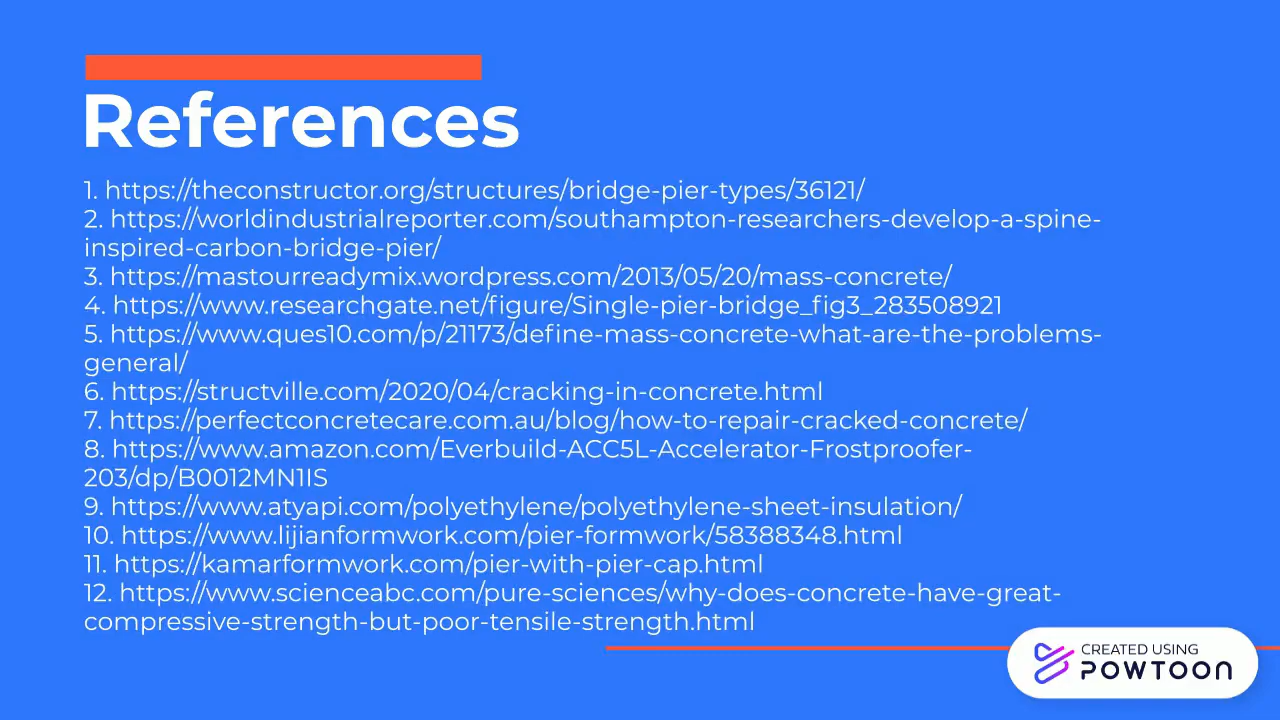 References
1. https://theconstructor.org/structures/bridge-pier-types/36121/
2. https://worldindustrialreporter.com/southampton-researchers-develop-a-spine-
inspired-carbon-bridge-pier/
3. https://mastourreadymix.wordpress.com/2013/05/20/mass-concrete/
4. https://www.researchgate.net/figure/Single-pier-bridge_fig3_283508921
5. https://www.ques10.com/p/21173/define-mass-concrete-what-are-the-problems-
general/
6. https://structville.com/2020/04/cracking-in-concrete.html
7. https://perfectconcretecare.com.au/blog/how-to-repair-cracked-concrete/
8. https://www.amazon.com/Everbuild-ACC5L-Accelerator-Frostproofer-
203/dp/B0012MN1IS
9. https://www.atyapi.com/polyethylene/polyethylene-sheet-insulation/
10. https://www.lijianformwork.com/pier-formwork/58388348.html
11. https://kamarformwork.com/pier-with-pier-cap.html
12. https://www.scienceabc.com/pure-sciences/why-does-concrete-have-great-
compressive-strength-but-poor-tensile-strength.html
CREATED USING
POWTOON